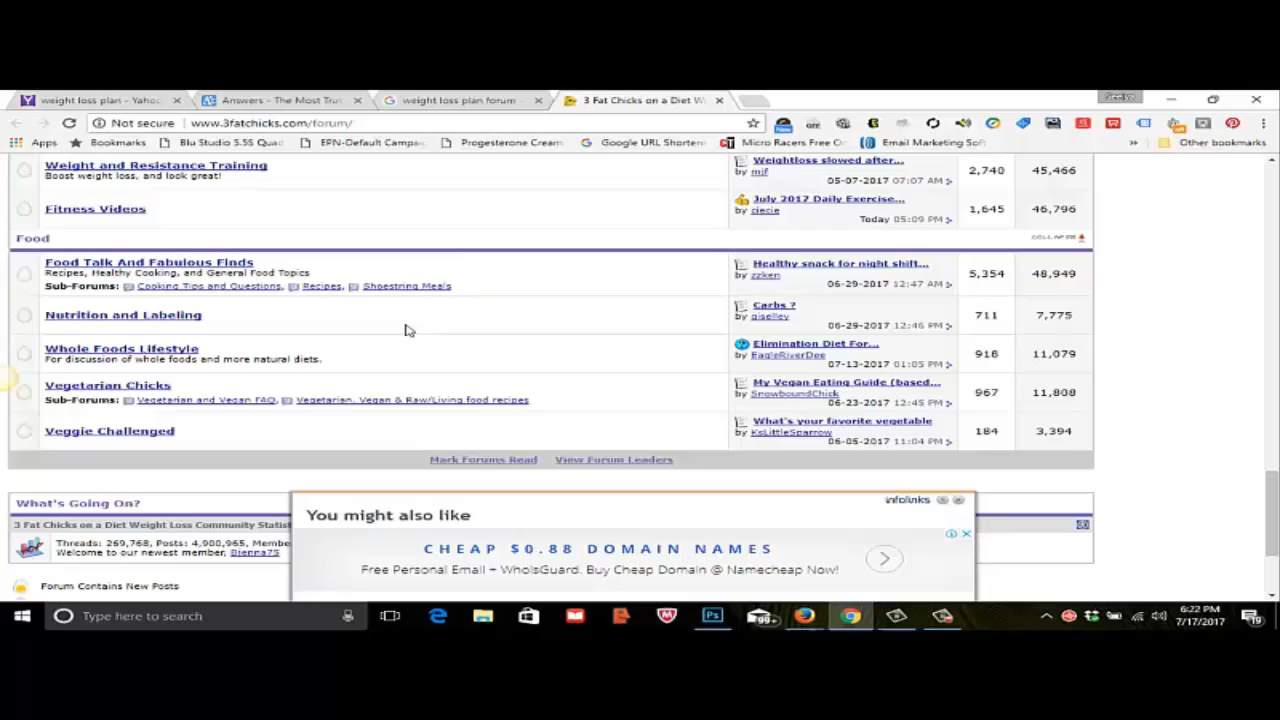 weight loss plan - Yahoo
Answers - The Most Trus
weight loss plan forum -
3 Fat Chicks on a Diet W
Not secure www.3fatchicks.com/forum/
Apps Bookmarks Blu Studio 5.5S Quad EPN-Default Campa Progesterone Cream Google URL Shorten Micro Racers Free O Email Marketing Sof » Other bookmarks
Weight and Resistance Training
Boost weight loss, and look great!
Weightloss slowed after...
by mif
05-07-2017 07:07 AM
2,740 45,466
Fitness Videos
July 2017 Daily Exercise...
by ciecie
Today 05:09 PM
1,645 46,796
Food
COLLAPSE
Food Talk And Fabulous Finds
Recipes, Healthy Cooking, and General Food Topics
Sub-Forums: Cooking Tips and Questions, Recipes, Shoestring Meals
Healthy snack for night shift...
by zzken
06-29-2017 12:47 AM
5,354 48,949
Nutrition and Labeling
Carbs ?
by giselley
06-29-2017 12:46 PM
711 7,775
Whole Foods Lifestyle
For discussion of whole foods and more natural diets.
Elimination Diet For...
by EagleRiverDee
07-13-2017 01:05 PM
918 11,079
Vegetarian Chicks
Sub-Forums: Vegetarian and Vegan FAQ, Vegetarian, Vegan & Raw/Living food recipes
My Vegan Eating Guide (based...
by SnowboundChick
06-23-2017 12:45 PM
967 11,808
Veggie Challenged
What's your favorite vegetable
by KsLittleSparrow
06-05-2017 11:04 PM
184 3,394
Mark Forums Read View Forum Leaders
What's Going On?
3 Fat Chicks on a Diet Weight Loss Community Statist
Threads: 269,768, Posts: 4,900,965, Membe
Welcome to our newest member, Bienna75
infolinks
You might also like
CHEAP $0.88 DOMAIN NAMES
Free Personal Email + WhoIsGuard. Buy Cheap Domain @ Namecheap Now!
Forum Contains New Posts
Type here to search
99+
6:22 PM
7/17/2017
19